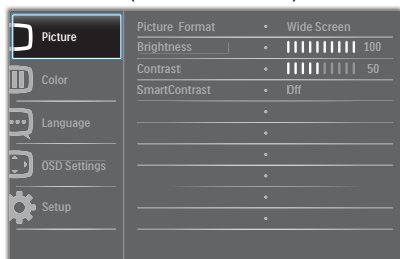 Picture
Color
Language
OSD Settings
Setup
Picture Format • Wide Screen
Brightness • 100
Contrast • 50
SmartContrast • Off
•
•
•
•
•
•